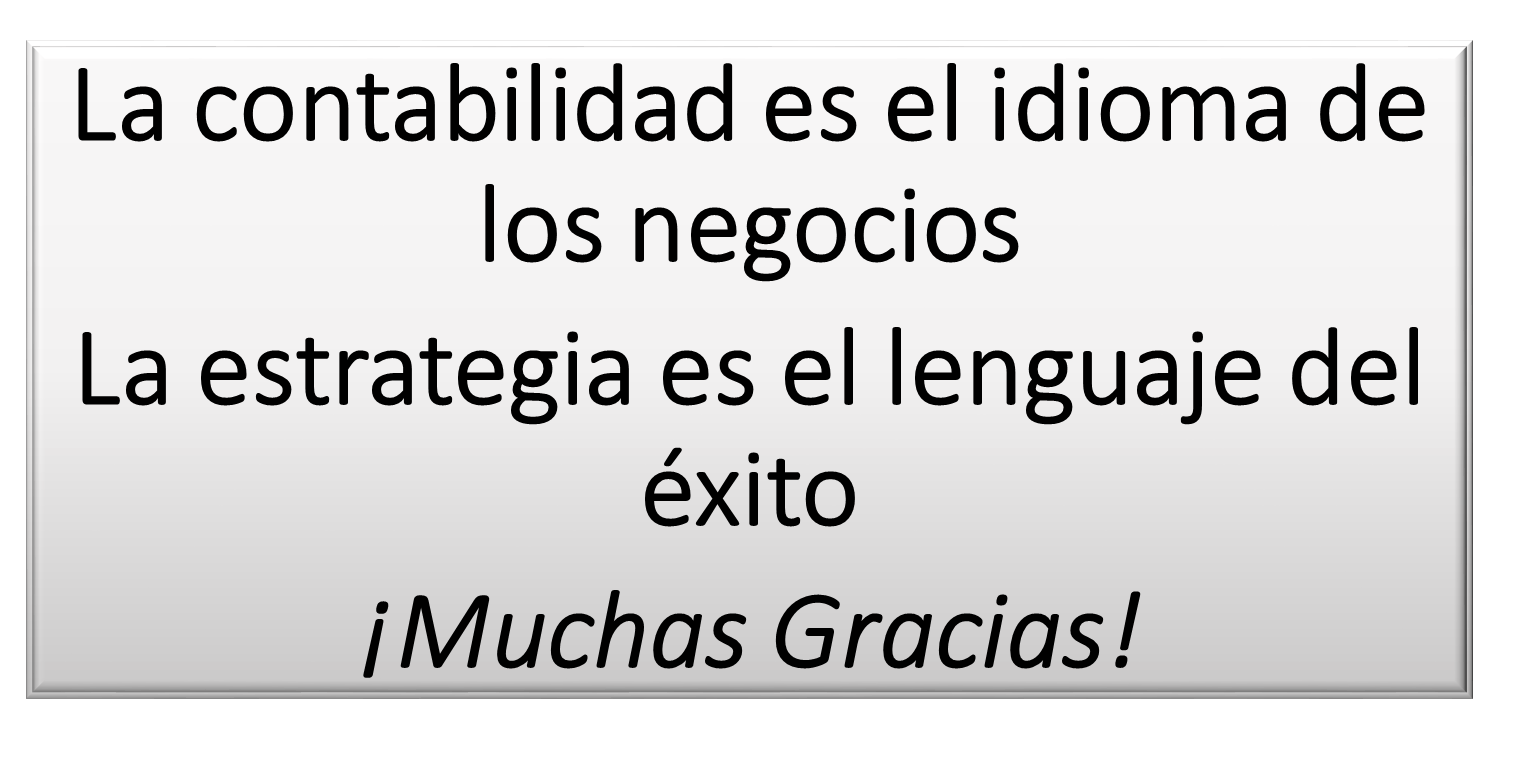 La contabilidad es el idioma de
los negocios
La estrategia es el lenguaje del
éxito
¡Muchas Gracias!